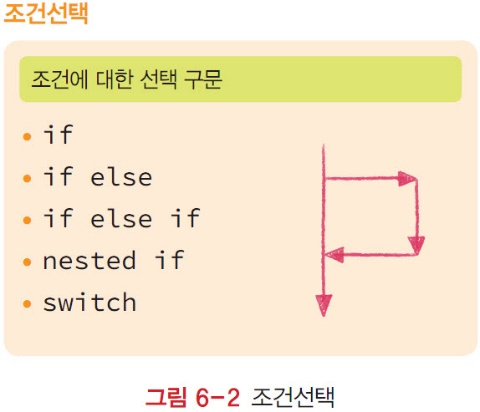 조건선택
조건에 대한 선택 구문
• if
• if else
• if else if
• nested if
• switch
그림 6-2 조건선택